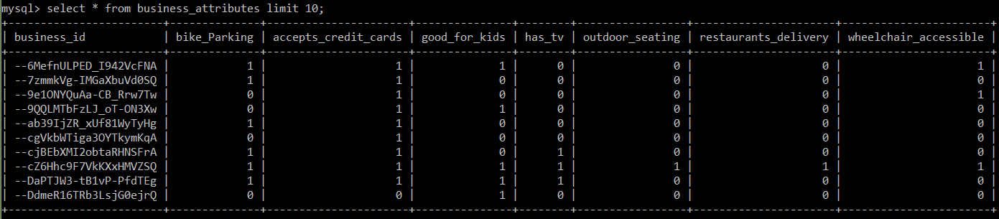 mysql> select * from business_attributes limit 10;
+------------------------+--------------+----------------------+---------------+--------+-----------------+----------------------+-----------------------+
| business_id            | bike_Parking | accepts_credit_cards | good_for_kids | has_tv | outdoor_seating | restaurants_delivery | wheelchair_accessible |
+------------------------+--------------+----------------------+---------------+--------+-----------------+----------------------+-----------------------+
| --6MefnULPED_I942VcFNA |            1 |                    1 |             1 |      0 |               0 |                    0 |                     1 |
| --7zmmkVg-IMGaXbuVd0SQ |            1 |                    1 |             0 |      0 |               0 |                    0 |                     0 |
| --9e1ONYQuAa-CB_Rrw7Tw |            0 |                    1 |             0 |      0 |               0 |                    0 |                     1 |
| --9QQLMTbFzLJ_oT-ON3Xw |            0 |                    1 |             1 |      0 |               0 |                    0 |                     0 |
| --ab39IjZR_xUf81WyTyHg |            1 |                    1 |             0 |      0 |               0 |                    0 |                     0 |
| --cgVkbWTiga3OYTkymKqA |            0 |                    1 |             0 |      0 |               0 |                    0 |                     0 |
| --cjBEbXMI2obtaRHNSFrA |            1 |                    1 |             0 |      1 |               0 |                    0 |                     0 |
| --cZ6Hhc9F7VkKXxHMVZSQ |            1 |                    1 |             1 |      1 |               1 |                    1 |                     1 |
| --DaPTJW3-tB1vP-PfdTEg |            1 |                    1 |             1 |      1 |               0 |                    0 |                     0 |
| --DdmeR16TRb3LsjG0ejrQ |            0 |                    0 |             1 |      0 |               0 |                    0 |                     0 |
+------------------------+--------------+----------------------+---------------+--------+-----------------+----------------------+-----------------------+